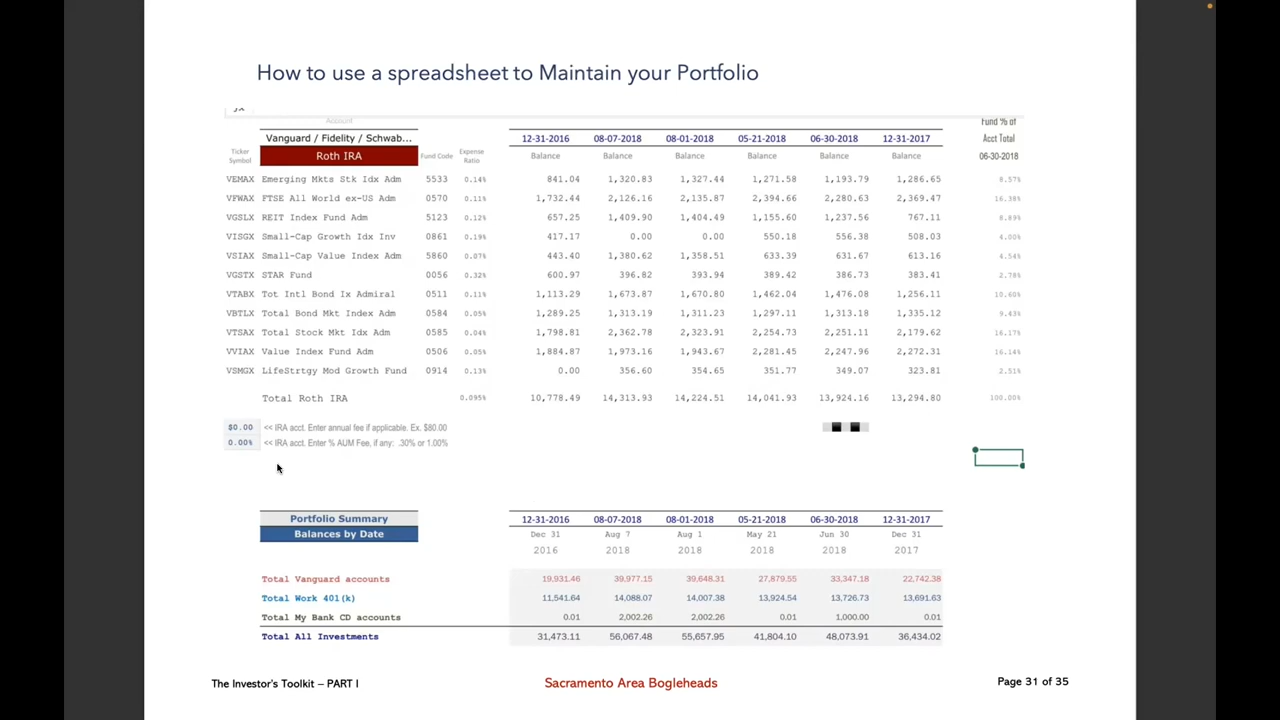 How to use a spreadsheet to Maintain your Portfolio
Account
Fund % of
Vanguard / Fidelity / Schwab... 12-31-2016 08-07-2018 08-01-2018 05-21-2018 06-30-2018 12-31-2017 Acct Total
Ticker Symbol Roth IRA Fund Code Expense Ratio Balance Balance Balance Balance Balance Balance 06-30-2018
VEMAX Emerging Mkts Stk Idx Adm 5533 0.14% 841.04 1,320.83 1,327.44 1,271.58 1,193.79 1,286.65 8.57%
VFWAX FTSE All World ex-US Adm 0570 0.11% 1,732.44 2,126.16 2,135.87 2,394.66 2,280.63 2,369.47 16.38%
VGSLX REIT Index Fund Adm 5123 0.12% 657.25 1,409.90 1,404.49 1,155.60 1,237.56 767.11 8.89%
VISGX Small-Cap Growth Idx Inv 0861 0.19% 417.17 0.00 0.00 550.18 556.38 508.03 4.00%
VSIAX Small-Cap Value Index Adm 5860 0.07% 443.40 1,380.62 1,358.51 633.39 631.67 613.16 4.54%
VGSTX STAR Fund 0056 0.32% 600.97 396.82 393.94 389.42 386.73 383.41 2.78%
VTABX Tot Intl Bond Ix Admiral 0511 0.11% 1,113.29 1,673.87 1,670.80 1,462.04 1,476.08 1,256.11 10.60%
VBTLX Total Bond Mkt Index Adm 0584 0.05% 1,289.25 1,313.19 1,311.23 1,297.11 1,313.18 1,335.12 9.43%
VTSAX Total Stock Mkt Idx Adm 0585 0.04% 1,798.81 2,362.78 2,323.91 2,254.73 2,251.11 2,179.62 16.17%
VVIAX Value Index Fund Adm 0506 0.05% 1,884.87 1,973.16 1,943.67 2,281.45 2,247.96 2,272.31 16.14%
VSMGX LifeStrtgy Mod Growth Fund 0914 0.13% 0.00 356.60 354.65 351.77 349.07 323.81 2.51%
Total Roth IRA 0.095% 10,778.49 14,313.93 14,224.51 14,041.93 13,924.16 13,294.80 100.00%
$0.00 << IRA acct. Enter annual fee if applicable. Ex. $80.00
0.00% << IRA acct. Enter % AUM Fee, if any: .30% or 1.00%
Portfolio Summary 12-31-2016 08-07-2018 08-01-2018 05-21-2018 06-30-2018 12-31-2017
Balances by Date Dec 31 Aug 7 Aug 1 May 21 Jun 30 Dec 31
2016 2018 2018 2018 2018 2017
Total Vanguard accounts 19,931.46 39,977.15 39,648.31 27,879.55 33,347.18 22,742.38
Total Work 401(k) 11,541.64 14,088.07 14,007.38 13,924.54 13,726.73 13,691.63
Total My Bank CD accounts 0.01 2,002.26 2,002.26 0.01 1,000.00 0.01
Total All Investments 31,473.11 56,067.48 55,657.95 41,804.10 48,073.91 36,434.02
The Investor's Toolkit – PART I Sacramento Area Bogleheads Page 31 of 35